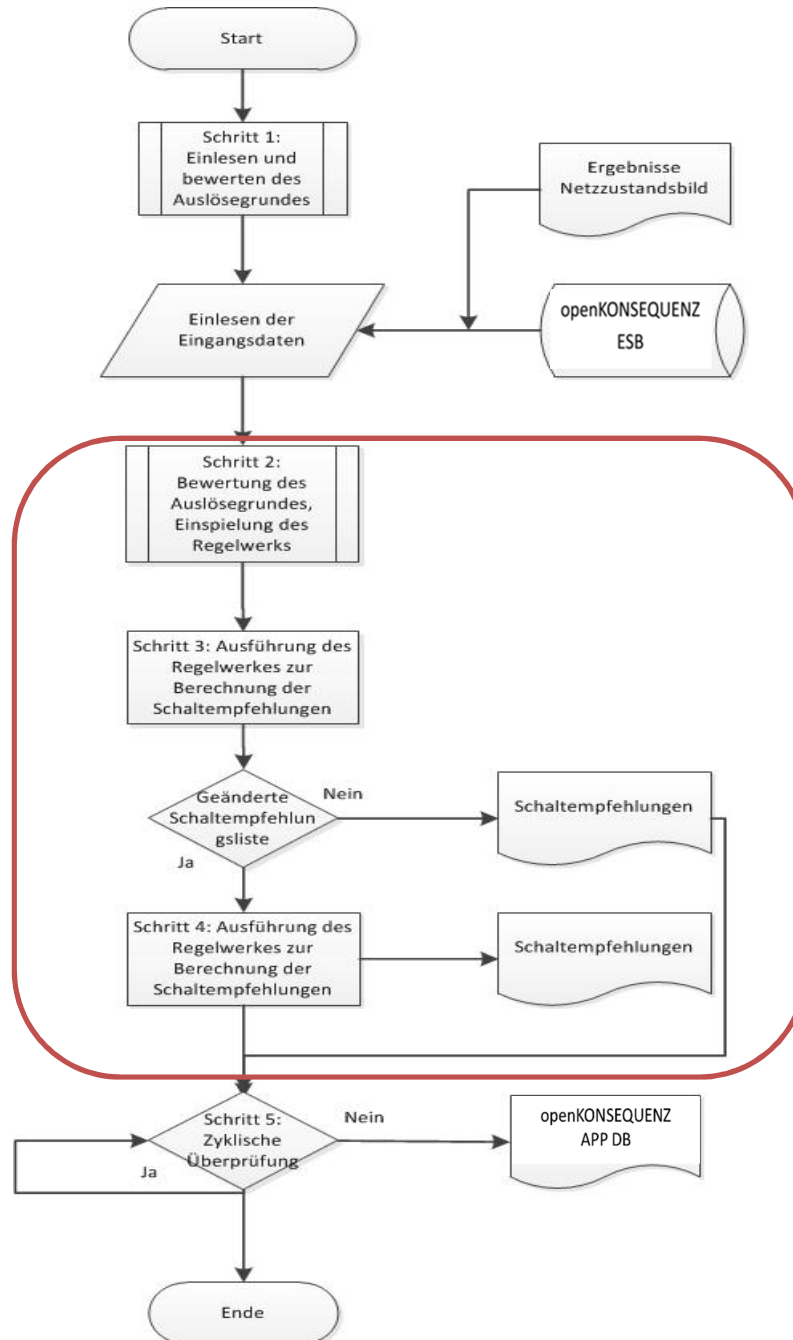 Start
Schritt 1:
Einlesen und
bewerten des
Auslösegrundes
Ergebnisse
Netzzustandsbild
Einlesen der
Eingangsdaten
openKONSEQUENZ
ESB
Schritt 2:
Bewertung des
Auslösegrundes,
Einspielung des
Regelwerks
Schritt 3: Ausführung des
Regelwerkes zur
Berechnung der
Schaltempfehlungen
Geänderte
Schaltempfehlun
gsliste
Nein
Schaltempfehlungen
Ja
Schritt 4: Ausführung des
Regelwerkes zur
Berechnung der
Schaltempfehlungen
Schaltempfehlungen
Schritt 5:
Zyklische
Überprüfung
Nein
openKONSEQUENZ
APP DB
Ja
Ende